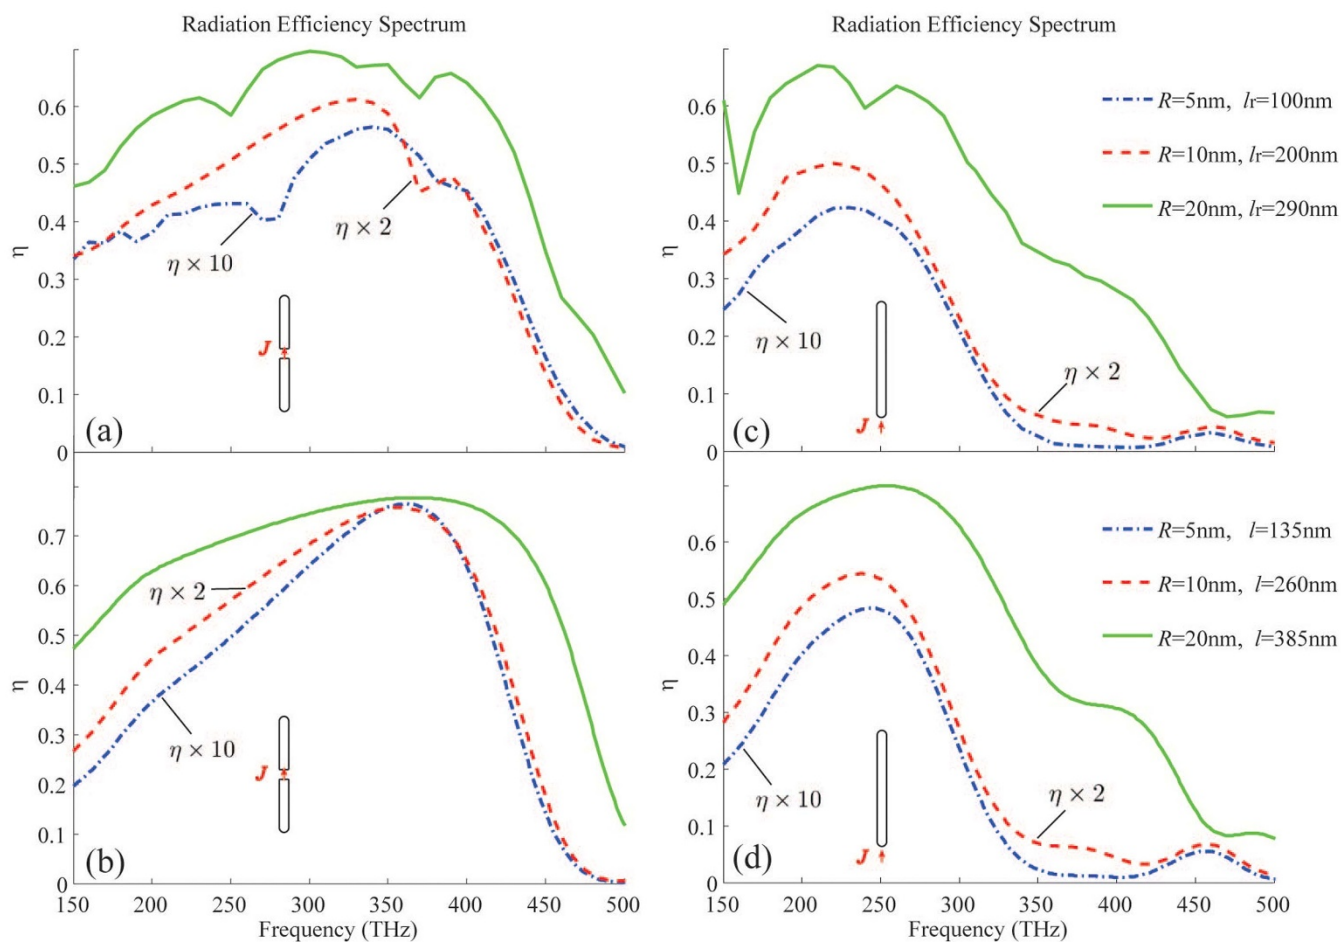 Radiation Efficiency Spectrum
0.6
0.5
0.4
η
0.3
0.2
0.1
0
η × 10
η × 2
J
(a)
0.7
0.6
0.5
0.4
η
0.3
0.2
0.1
0
η × 2
η × 10
J
(b)
150 200 250 300 350 400 450 500
Frequency (THz)
Radiation Efficiency Spectrum
0.6
0.5
0.4
η
0.3
0.2
0.1
0
R=5nm, lr=100nm
R=10nm, lr=200nm
R=20nm, lr=290nm
η × 10
η × 2
J
(c)
0.6
0.5
0.4
η
0.3
0.2
0.1
0
R=5nm, l=135nm
R=10nm, l=260nm
R=20nm, l=385nm
η × 10
η × 2
J
(d)
150 200 250 300 350 400 450 500
Frequency (THz)